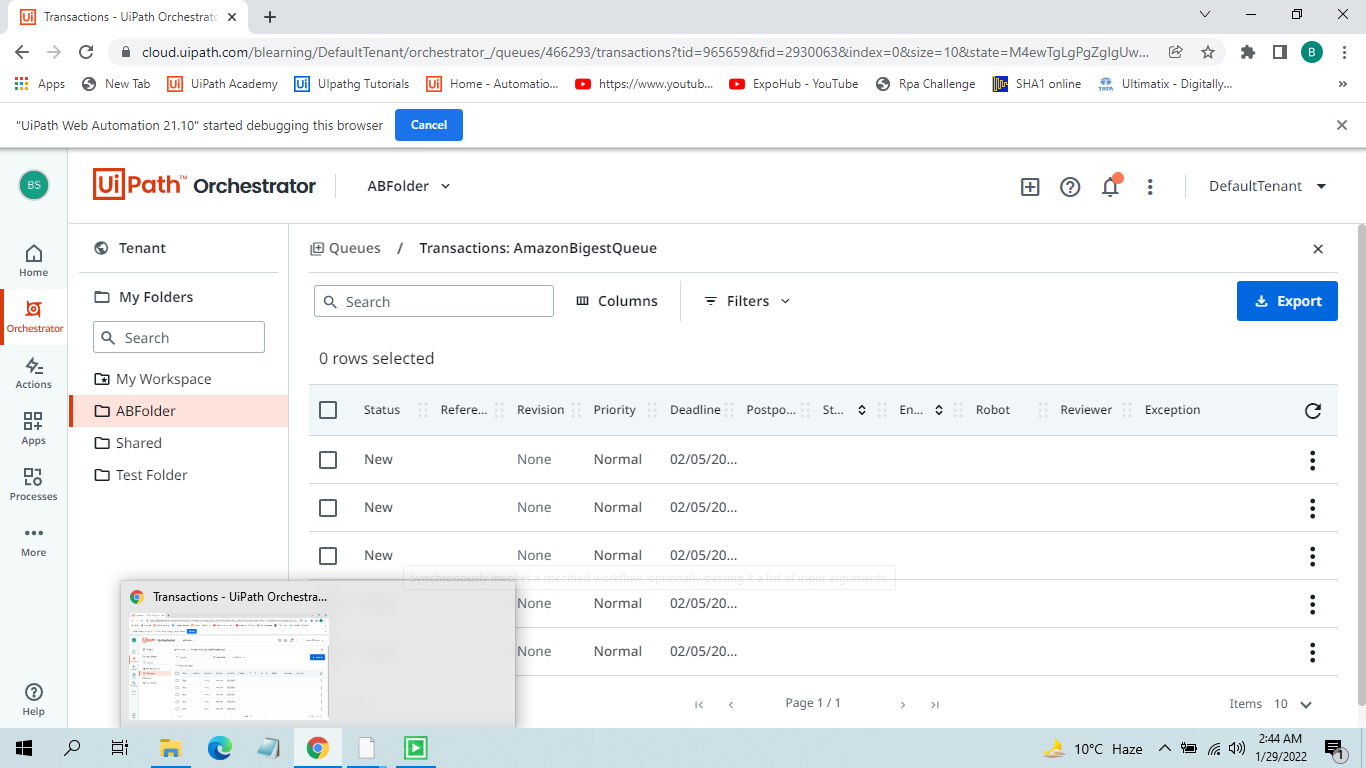 Transactions - UiPath Orchestrato
cloud.uipath.com/blearning/DefaultTenant/orchestrator_/queues/466293/transactions?tid=965659&fid=2930063&index=0&size=10&state=M4ewTgLgPgZgIgUw...
B
Apps New Tab UiPath Academy UIpathg Tutorials Home - Automatio... https://www.youtub... ExpoHub - YouTube Rpa Challenge SHA1 online Ultimatix - Digitally... »
"UiPath Web Automation 21.10" started debugging this browser Cancel
BS
UiPath™ Orchestrator ABFolder DefaultTenant
Home
Orchestrator
Actions
Apps
Processes
More
Help
Tenant
My Folders
Search
My Workspace
ABFolder
Shared
Test Folder
Queues / Transactions: AmazonBigestQueue
Search Columns Filters Export
0 rows selected
Status Refere... Revision Priority Deadline Postpo... St... En... Robot Reviewer Exception
New None Normal 02/05/20...
New None Normal 02/05/20...
New None Normal 02/05/20...
Synchronously invokes a specified workflow, optionally passing it a list of input arguments.
None Normal 02/05/20...
None Normal 02/05/20...
Page 1 / 1 Items 10
Transactions - UiPath Orchestra...
10°C Haze
2:44 AM
1/29/2022
1